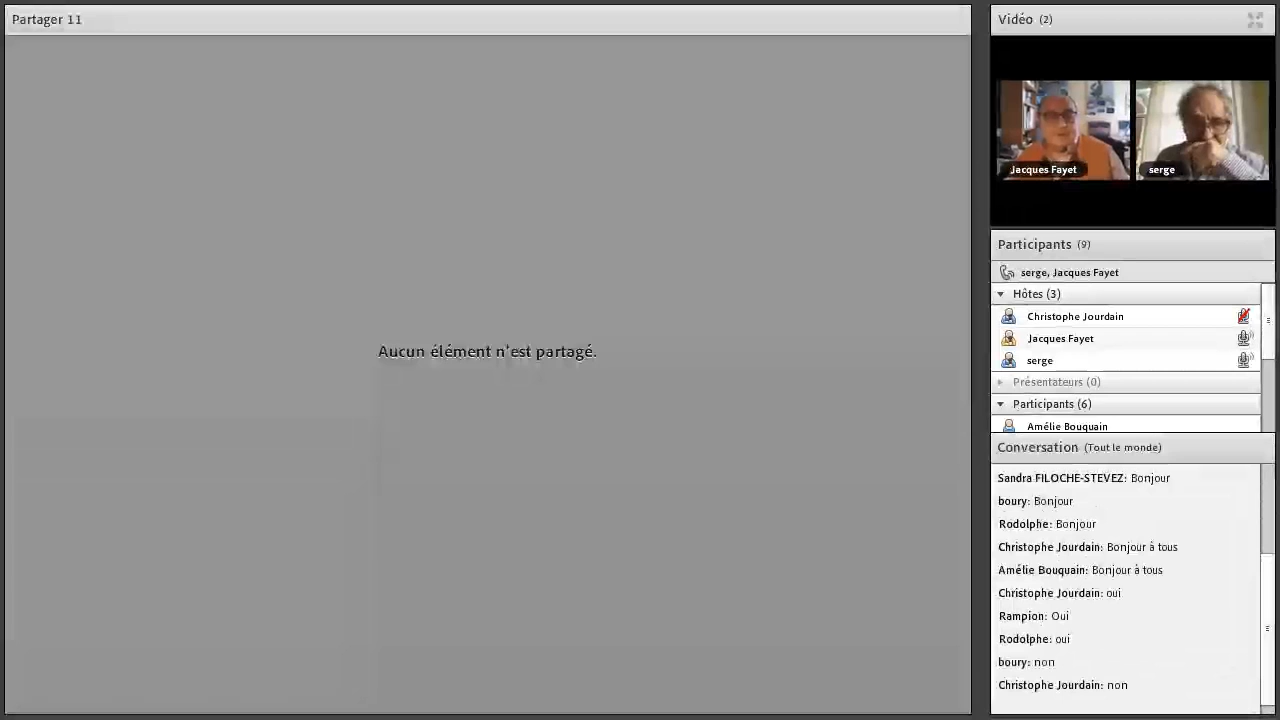 Partager 11
Aucun élément n'est partagé.
Vidéo (2)
Jacques Fayet
serge
Participants (9)
serge, Jacques Fayet
Hôtes (3)
Christophe Jourdain
Jacques Fayet
serge
Présentateurs (0)
Participants (6)
Amélie Bouquain
Conversation (Tout le monde)
Sandra FILOCHE-STEVEZ: Bonjour
boury: Bonjour
Rodolphe: Bonjour
Christophe Jourdain: Bonjour à tous
Amélie Bouquain: Bonjour à tous
Christophe Jourdain: oui
Rampion: Oui
Rodolphe: oui
boury: non
Christophe Jourdain: non